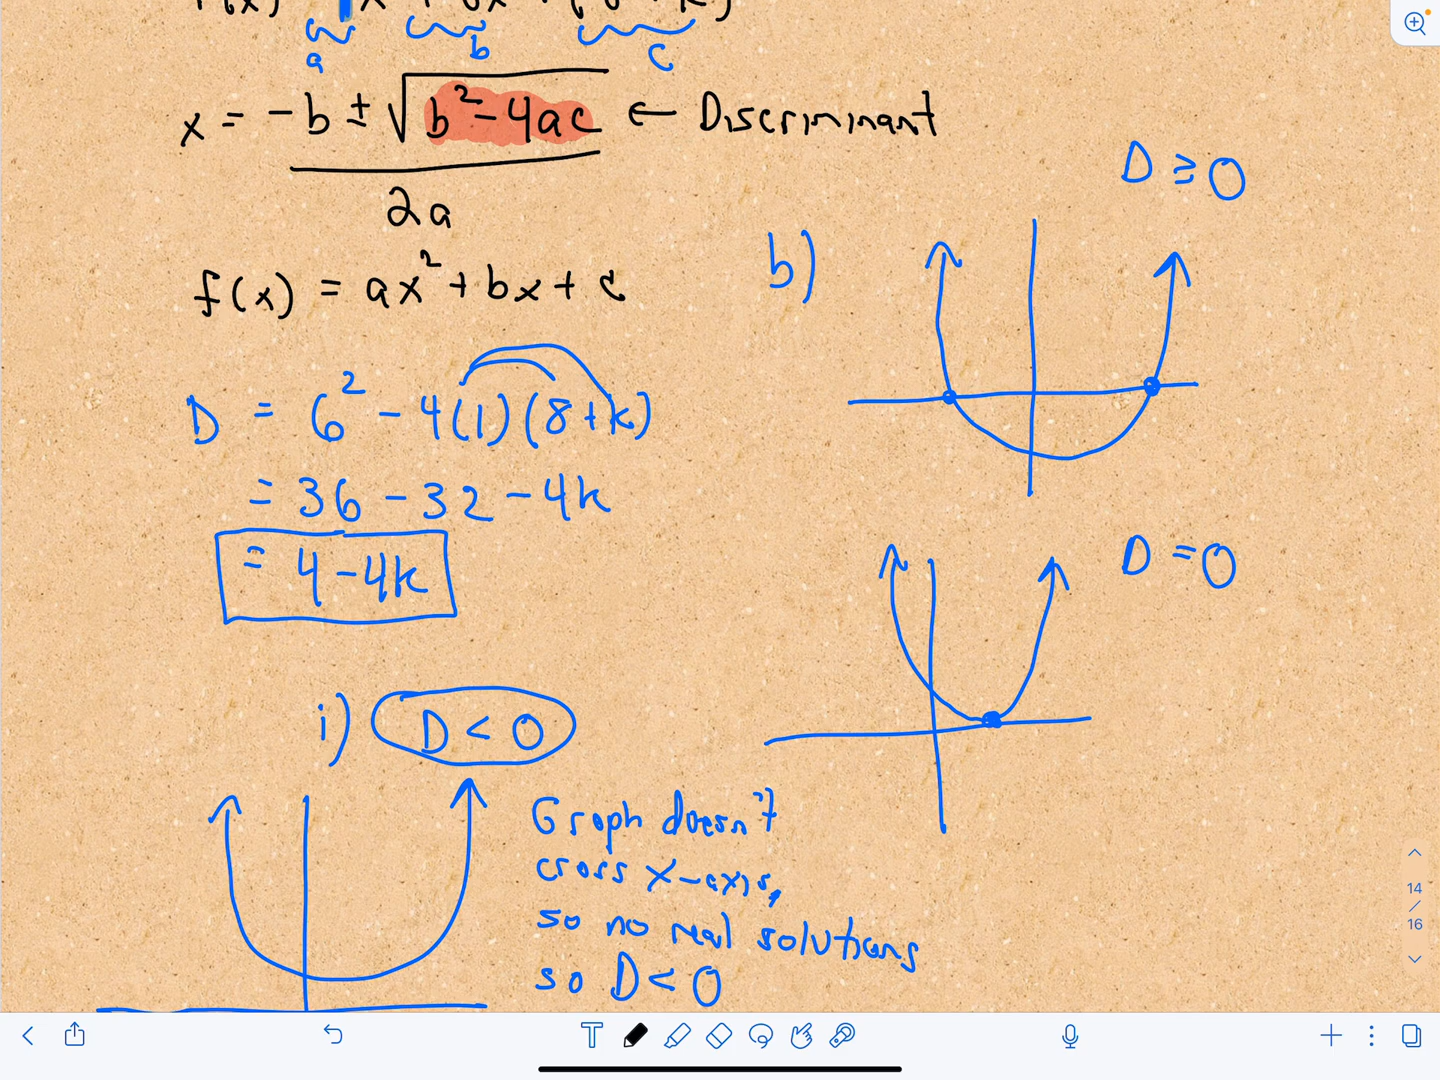 a b c
x = -b ± √b² - 4ac ← Discriminant
2a
f(x) = ax² + bx + c
D = 6² - 4(1)(8+k)
= 36 - 32 - 4k
= 4 - 4k
i) D < 0
Graph doesn't
cross x-axis,
so no real solutions
so D < 0
D ≥ 0
b)
D = 0
14
/
16